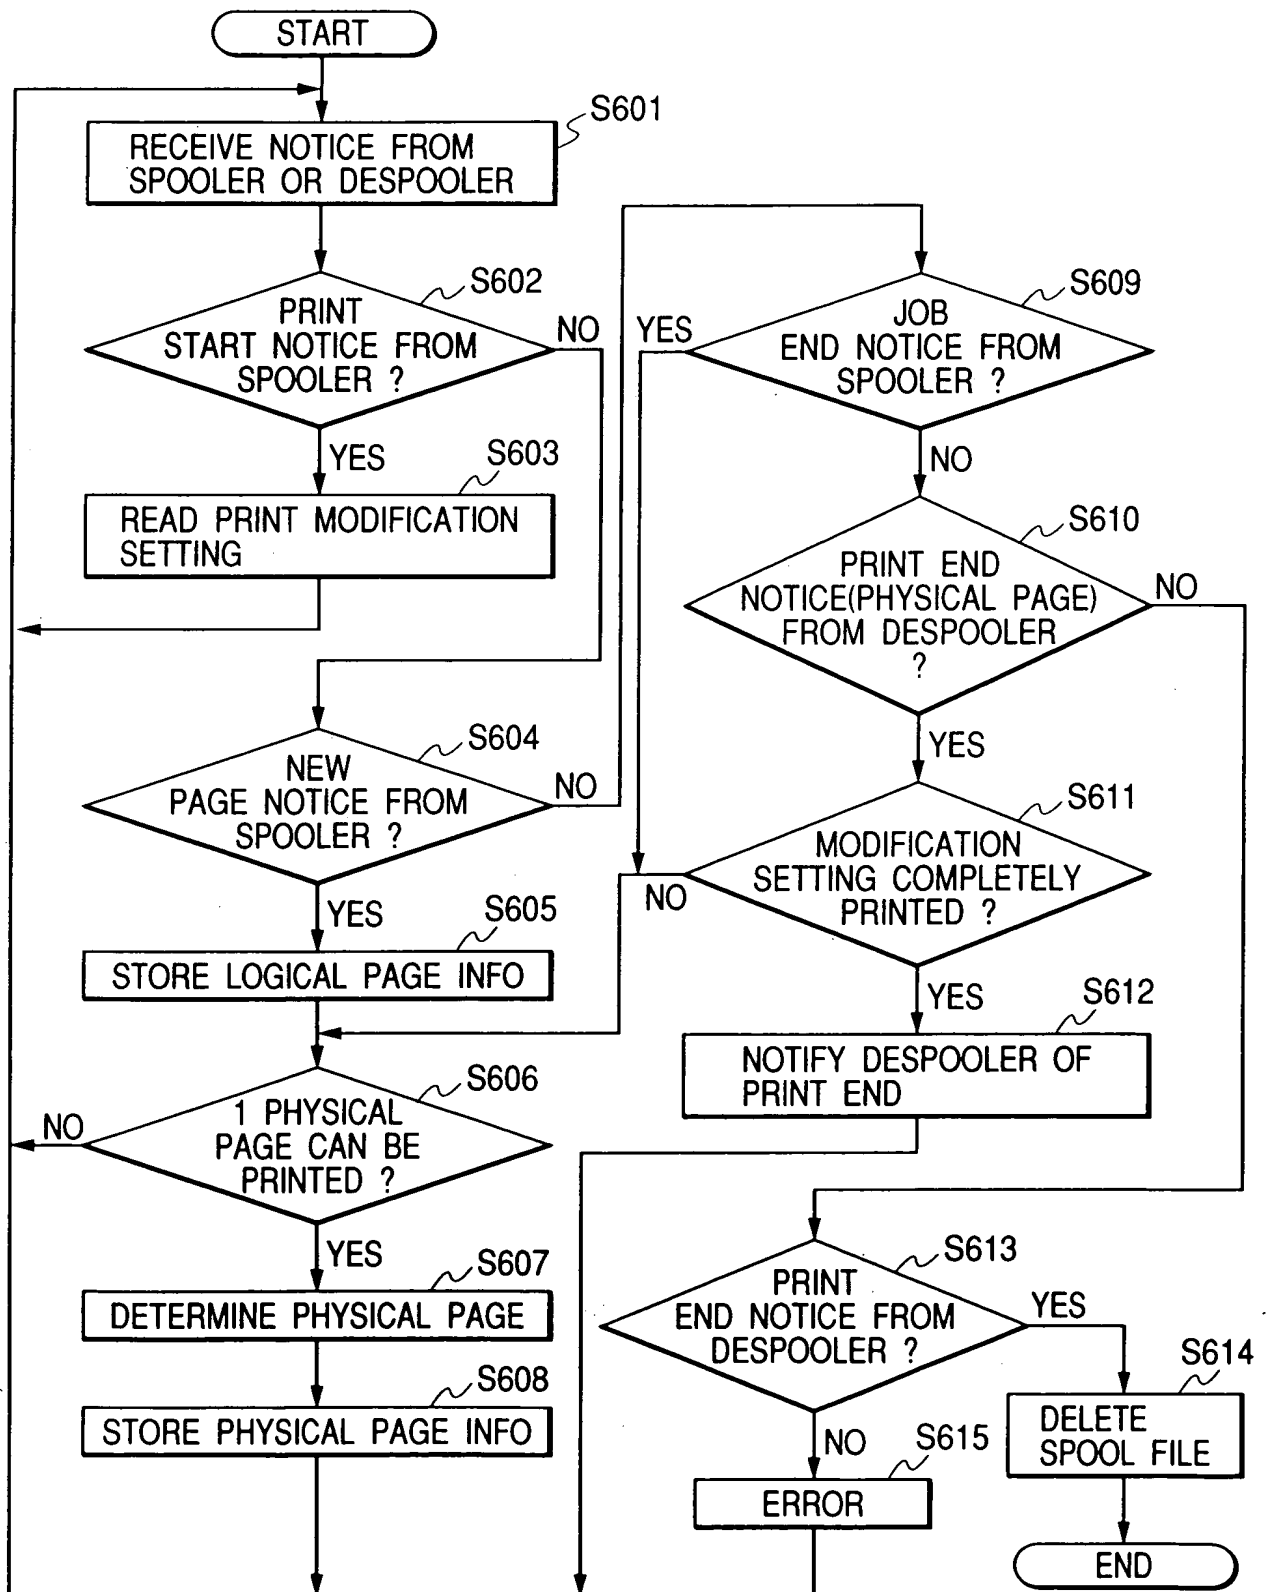 START
S601
RECEIVE NOTICE FROM
SPOOLER OR DESPOOLER
S602
PRINT
START NOTICE FROM
SPOOLER ?
NO
YES
S603
READ PRINT MODIFICATION
SETTING
S604
NEW
PAGE NOTICE FROM
SPOOLER ?
NO
YES
S605
STORE LOGICAL PAGE INFO
S606
1 PHYSICAL
PAGE CAN BE
PRINTED ?
NO
YES
S607
DETERMINE PHYSICAL PAGE
S608
STORE PHYSICAL PAGE INFO
S609
JOB
END NOTICE FROM
SPOOLER ?
YES
NO
S610
PRINT END
NOTICE(PHYSICAL PAGE)
FROM DESPOOLER
?
NO
YES
S611
MODIFICATION
SETTING COMPLETELY
PRINTED ?
NO
YES
S612
NOTIFY DESPOOLER OF
PRINT END
S613
PRINT
END NOTICE FROM
DESPOOLER ?
YES
NO
S614
DELETE
SPOOL FILE
S615
ERROR
END